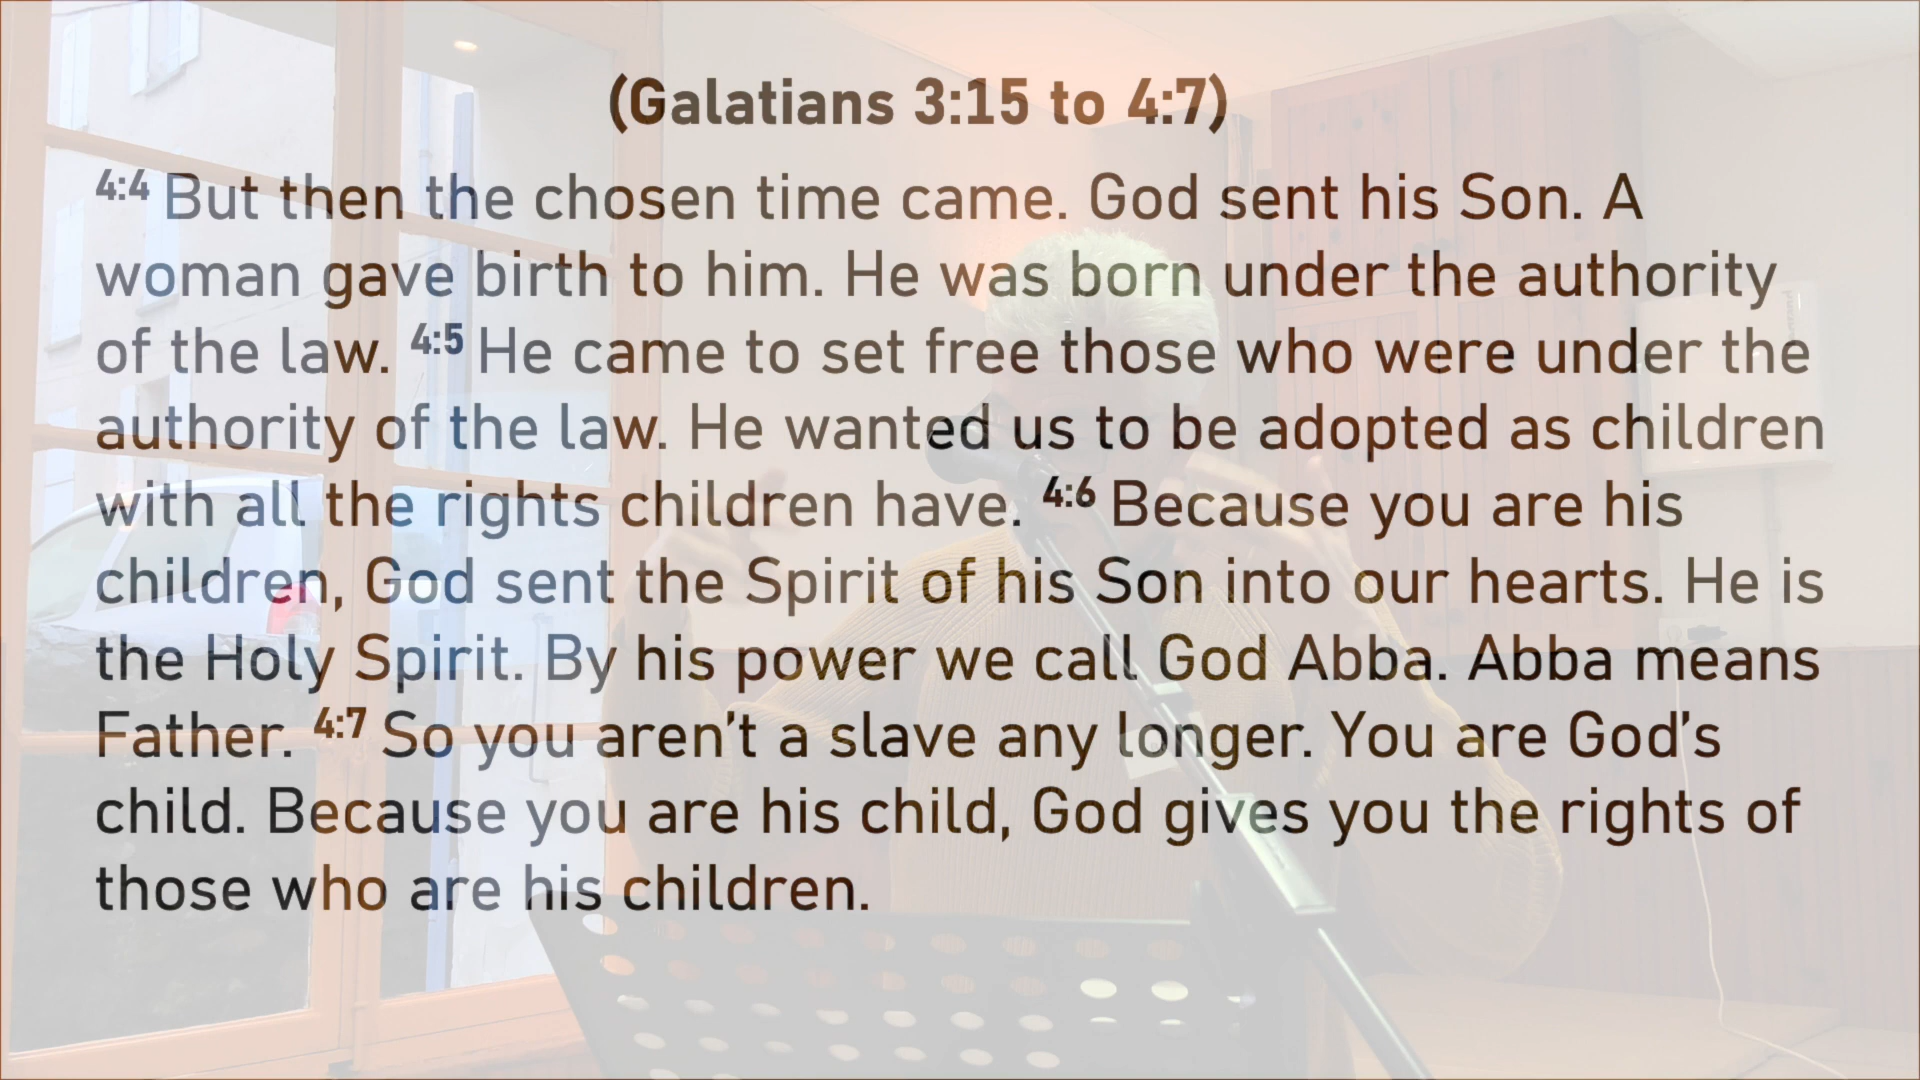 (Galatians 3:15 to 4:7)
4:4 But then the chosen time came. God sent his Son. A
woman gave birth to him. He was born under the authority
of the law. 4:5 He came to set free those who were under the
authority of the law. He wanted us to be adopted as children
with all the rights children have. 4:6 Because you are his
children, God sent the Spirit of his Son into our hearts. He is
the Holy Spirit. By his power we call God Abba. Abba means
Father. 4:7 So you aren’t a slave any longer. You are God’s
child. Because you are his child, God gives you the rights of
those who are his children.